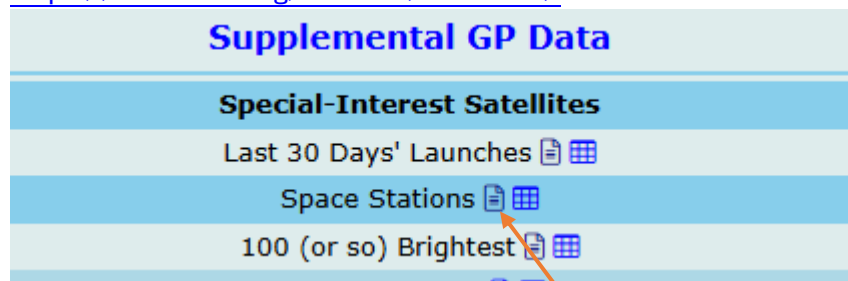 Supplemental GP Data
Special-Interest Satellites
Last 30 Days' Launches
Space Stations
100 (or so) Brightest